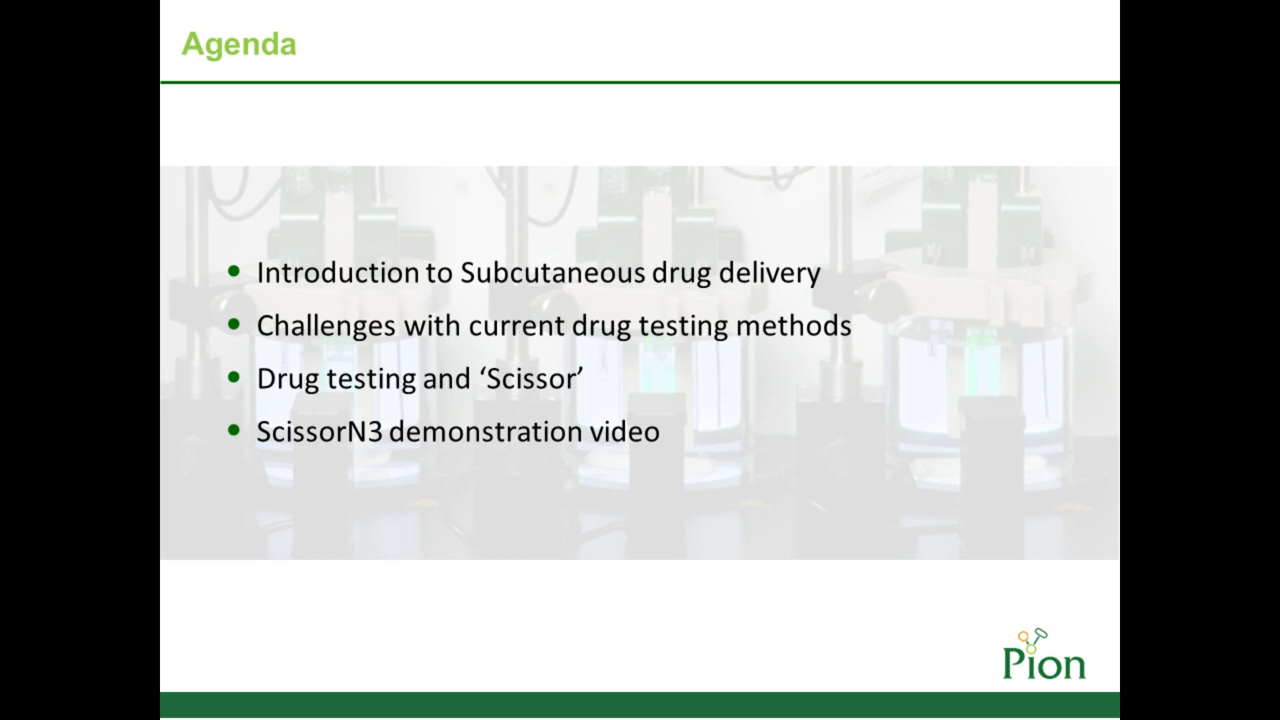 Agenda
• Introduction to Subcutaneous drug delivery
• Challenges with current drug testing methods
• Drug testing and ‘Scissor’
• ScissorN3 demonstration video
Pion